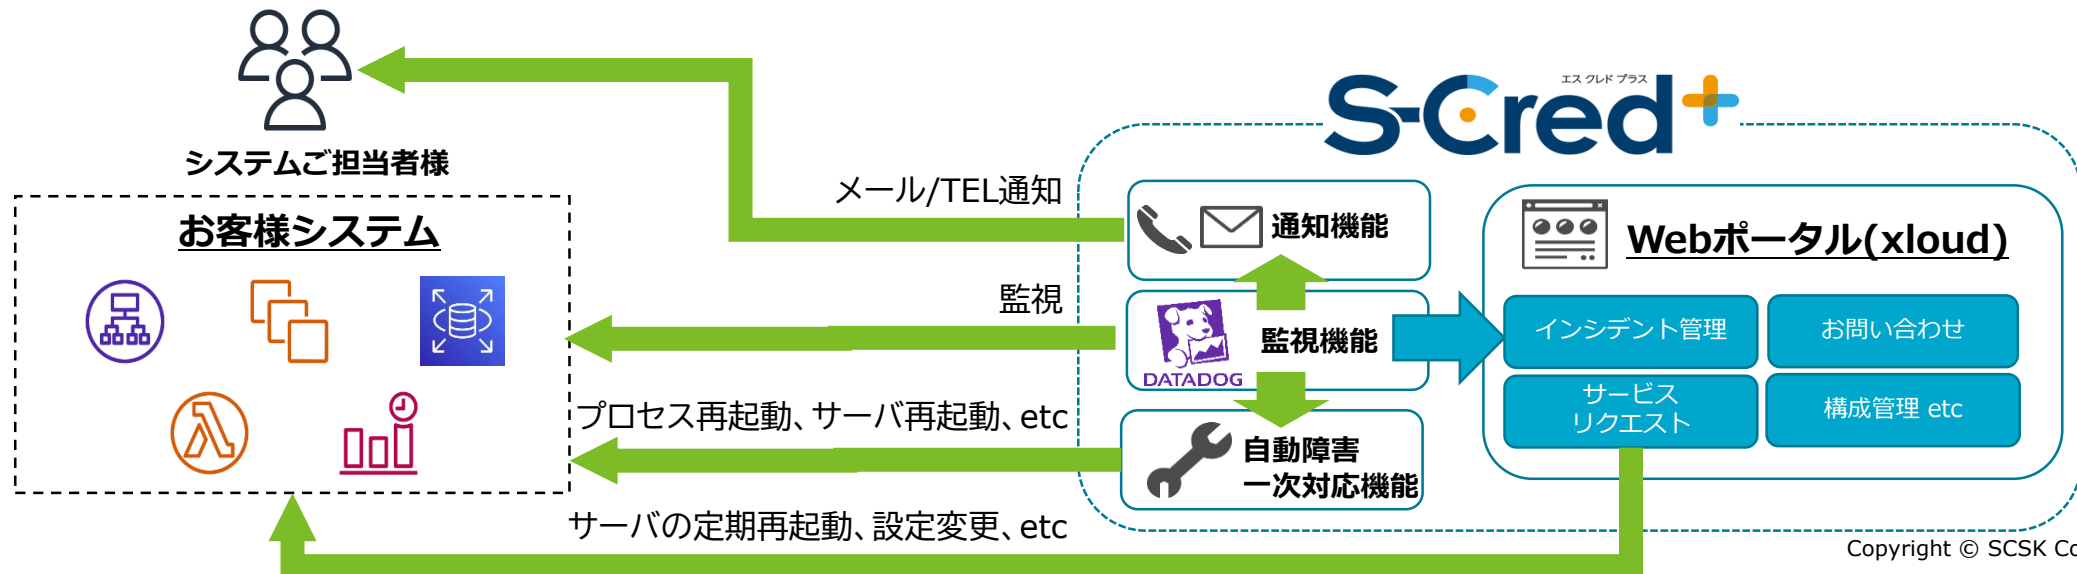 システムご担当者様
お客様システム
メール/TEL通知
監視
プロセス再起動、サーバ再起動、etc
サーバの定期再起動、設定変更、etc
エス クレド プラス
S-Cred+
通知機能
DATADOG
監視機能
自動障害
一次対応機能
Webポータル(xloud)
インシデント管理
お問い合わせ
サービス
リクエスト
構成管理 etc
Copyright © SCSK Co